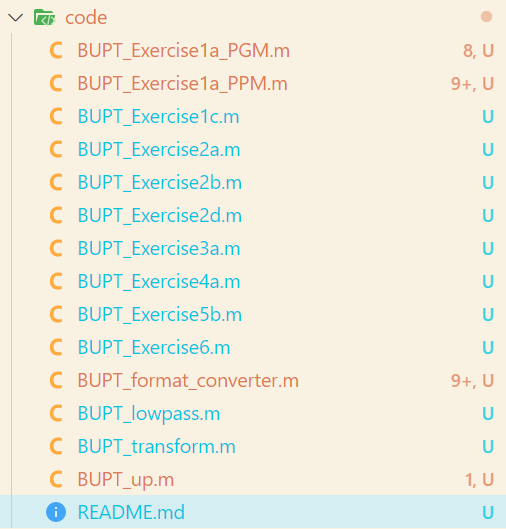 code
BUPT_Exercise1a_PGM.m 8, U
BUPT_Exercise1a_PPM.m 9+, U
BUPT_Exercise1c.m U
BUPT_Exercise2a.m U
BUPT_Exercise2b.m U
BUPT_Exercise2d.m U
BUPT_Exercise3a.m U
BUPT_Exercise4a.m U
BUPT_Exercise5b.m U
BUPT_Exercise6.m U
BUPT_format_converter.m 9+, U
BUPT_lowpass.m U
BUPT_transform.m U
BUPT_up.m 1, U
README.md U